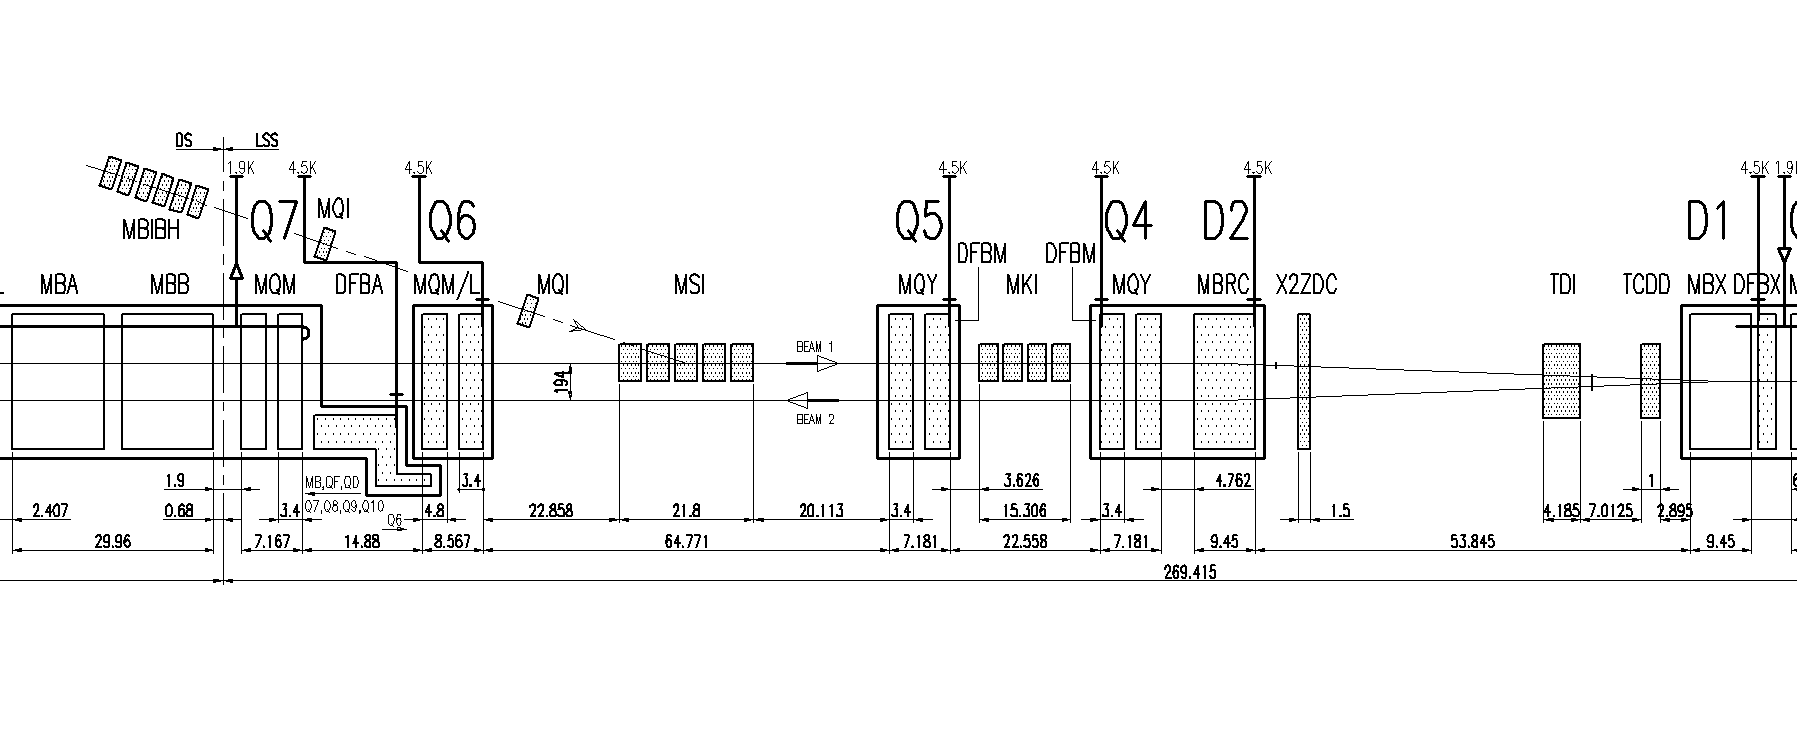 DS LSS
1.9K 4.5K 4.5K 4.5K 4.5K 4.5K 4.5K
Q7 MQI Q6 Q5 Q4 D2 D1
MBIBH
DFBM DFBM
MBA MBB MQM DFBA MQM/L MQI MSI MQY MKI MQY MBRC X2ZDC TDI TCDD MBX DFBX
BEAM 1
194
BEAM 2
1.9 MB,QF,QD 3.4 3.626 4.762 1
2.407 0.68 3.4 Q7,Q8,Q9,Q10 4.8 22.858 21.8 20.113 3.4 15.306 3.4 1.5 4.185 7.0125 2.895
Q6
29.96 7.167 14.88 8.567 64.771 7.181 22.558 7.181 9.45 53.845 9.45
269.415